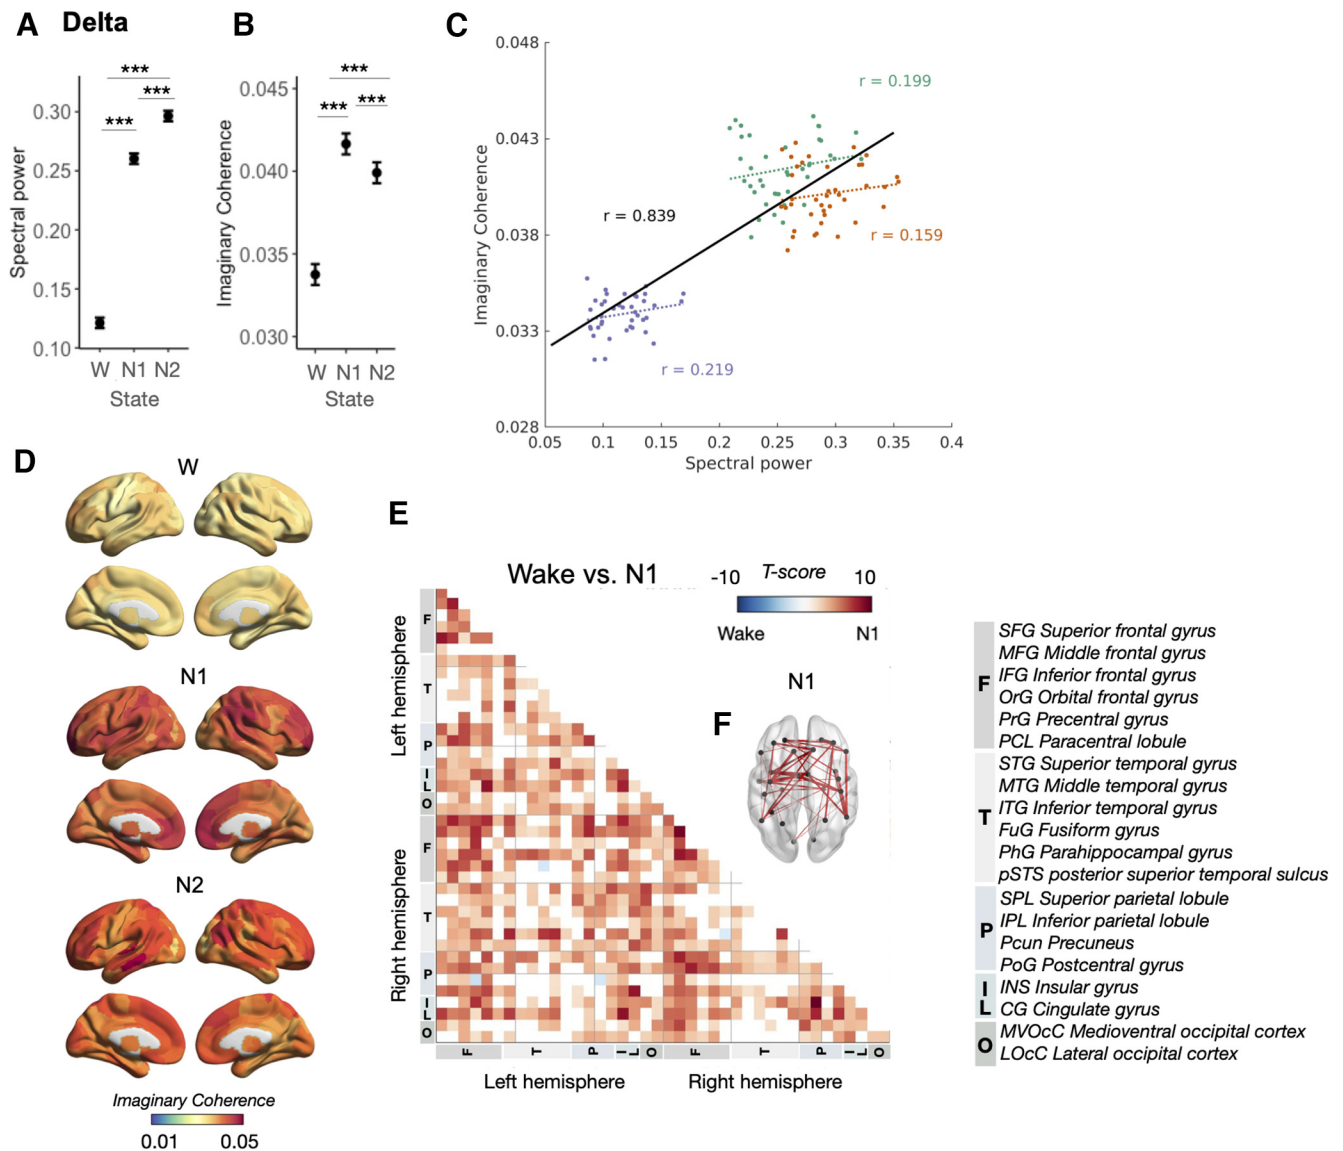 A Delta
Spectral power
***
***
***
0.30
0.25
0.20
0.15
0.10
W N1 N2
State
B
Imaginary Coherence
***
***
***
0.045
0.040
0.035
0.030
W N1 N2
State
C
Imaginary Coherence
0.048
0.043
0.038
0.033
0.028
r = 0.199
r = 0.839
r = 0.159
r = 0.219
0.05 0.1 0.15 0.2 0.25 0.3 0.35 0.4
Spectral power
D
W
N1
N2
Imaginary Coherence
0.01 0.05
E
Wake vs. N1
-10 T-score 10
Wake N1
Left hemisphere
F
T
P
I
L
O
Right hemisphere
F
T
P
I
L
O
F T P I L O F T P I L O
Left hemisphere Right hemisphere
N1
F
F
SFG Superior frontal gyrus
MFG Middle frontal gyrus
IFG Inferior frontal gyrus
OrG Orbital frontal gyrus
PrG Precentral gyrus
PCL Paracentral lobule
T
STG Superior temporal gyrus
MTG Middle temporal gyrus
ITG Inferior temporal gyrus
FuG Fusiform gyrus
PhG Parahippocampal gyrus
pSTS posterior superior temporal sulcus
P
SPL Superior parietal lobule
IPL Inferior parietal lobule
Pcun Precuneus
PoG Postcentral gyrus
I
L
INS Insular gyrus
CG Cingulate gyrus
O
MVOcC Medioventral occipital cortex
LOcC Lateral occipital cortex